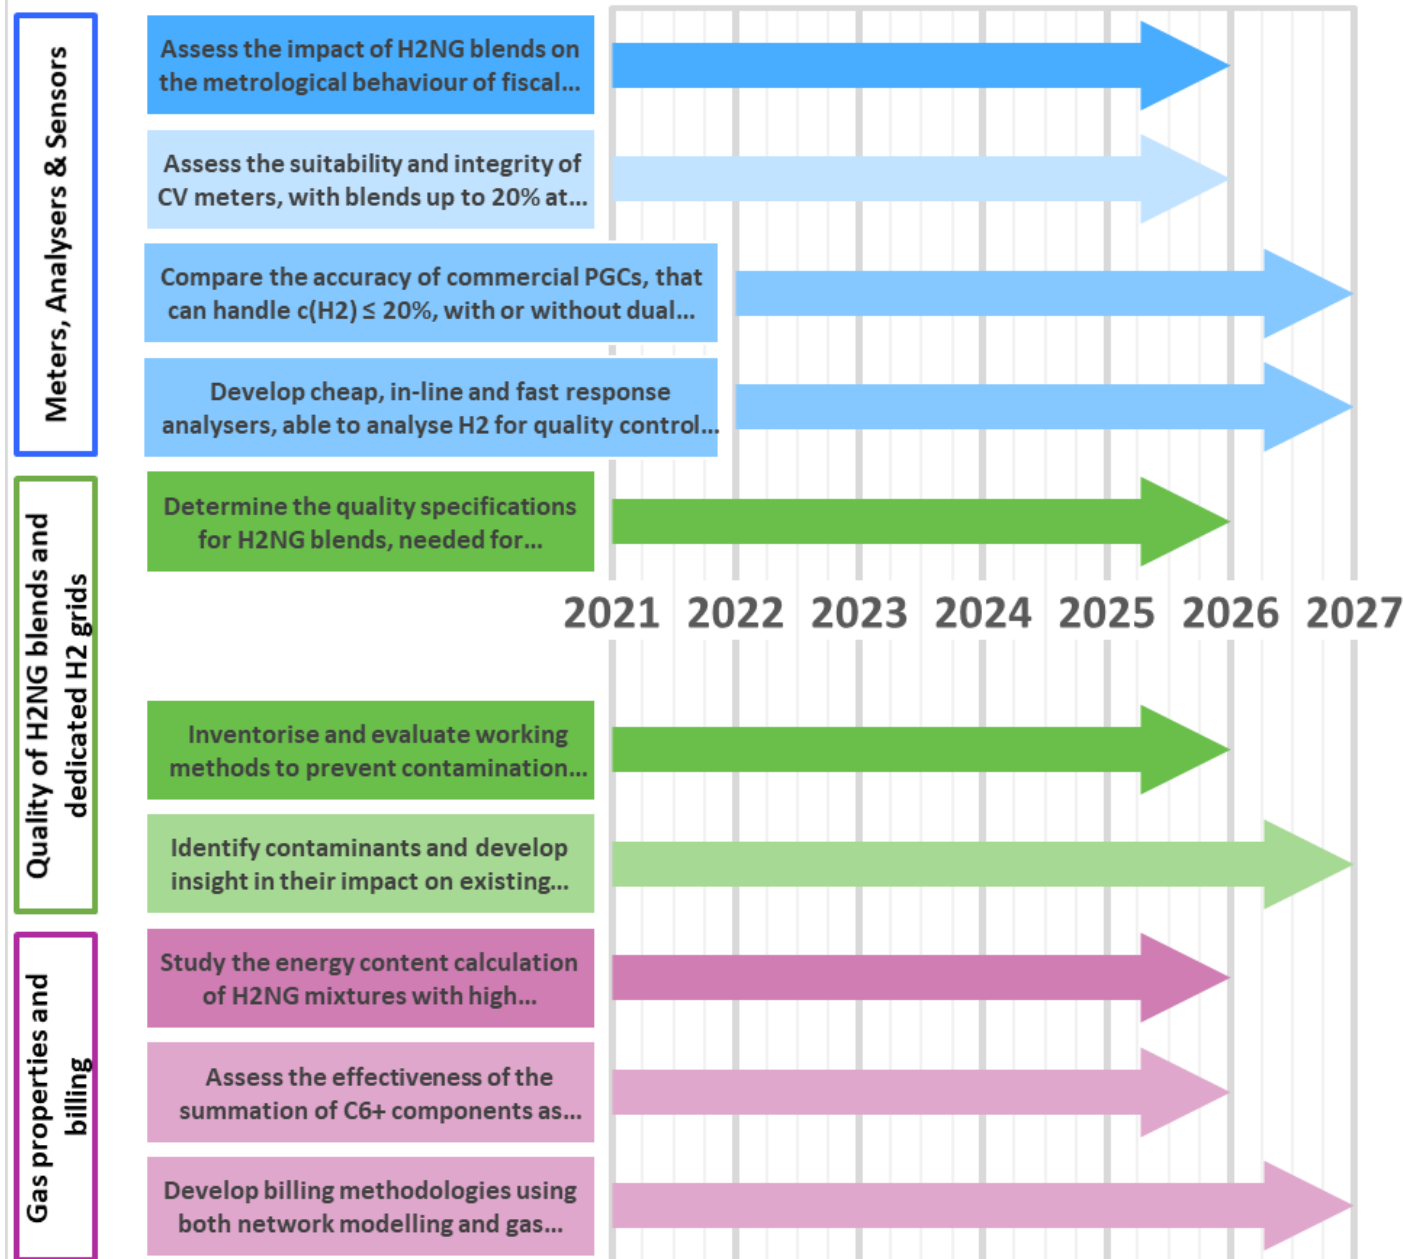 Meters, Analysers & Sensors
Assess the impact of H2NG blends on
the metrological behaviour of fiscal...
Assess the suitability and integrity of
CV meters, with blends up to 20% at...
Compare the accuracy of commercial PGCs, that
can handle c(H2) ≤ 20%, with or without dual...
Develop cheap, in-line and fast response
analysers, able to analyse H2 for quality control...
Quality of H2NG blends and
dedicated H2 grids
Determine the quality specifications
for H2NG blends, needed for...
2021 2022 2023 2024 2025 2026 2027
Inventorise and evaluate working
methods to prevent contamination...
Identify contaminants and develop
insight in their impact on existing...
Gas properties and
billing
Study the energy content calculation
of H2NG mixtures with high...
Assess the effectiveness of the
summation of C6+ components as...
Develop billing methodologies using
both network modelling and gas...